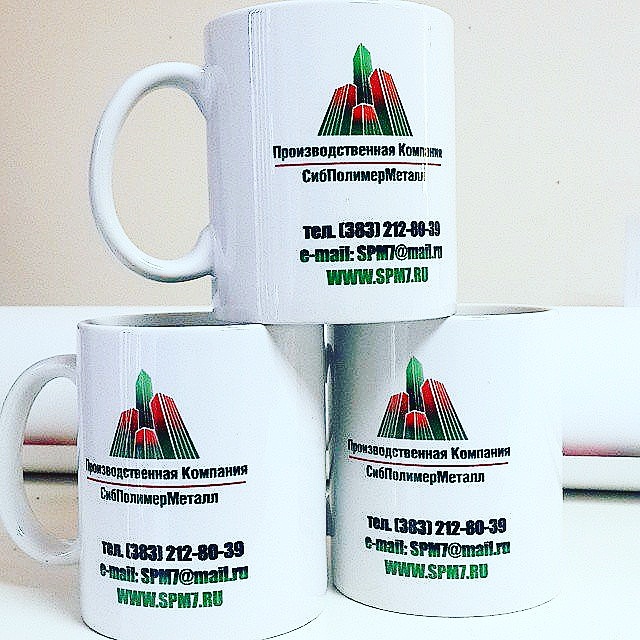 Производственная Компания
СибПолимерМеталл
тел. (383) 212-80-39
e-mail: SPM7@mail.ru
WWW.SPM7.RU
Производственная Компания
СибПолимерМеталл
тел. (383) 212-80-39
e-mail: SPM7@mail.ru
WWW.SPM7.RU
Производственная Компания
СибПолимерМеталл
тел. (383) 212-80-39
e-mail: SPM7@mail.ru
WWW.SPM7.RU